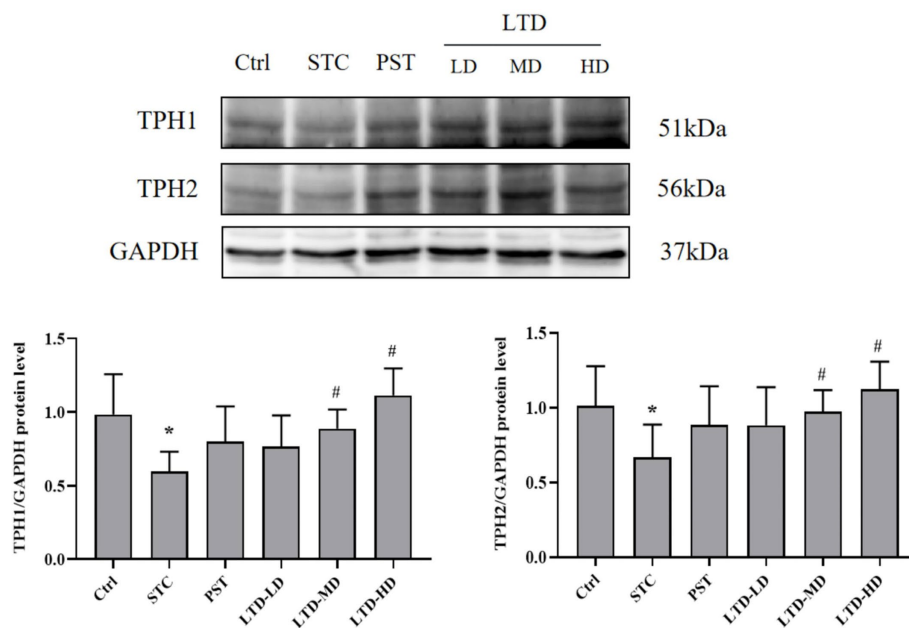 LTD
Ctrl STC PST LD MD HD
TPH1 51kDa
TPH2 56kDa
GAPDH 37kDa
TPH1/GAPDH protein level
1.5
1.0
0.5
0.0
*
#
#
Ctrl
STC
PST
LTD-LD
LTD-MD
LTD-HD
TPH2/GAPDH protein level
1.5
1.0
0.5
0.0
*
#
#
Ctrl
STC
PST
LTD-LD
LTD-MD
LTD-HD